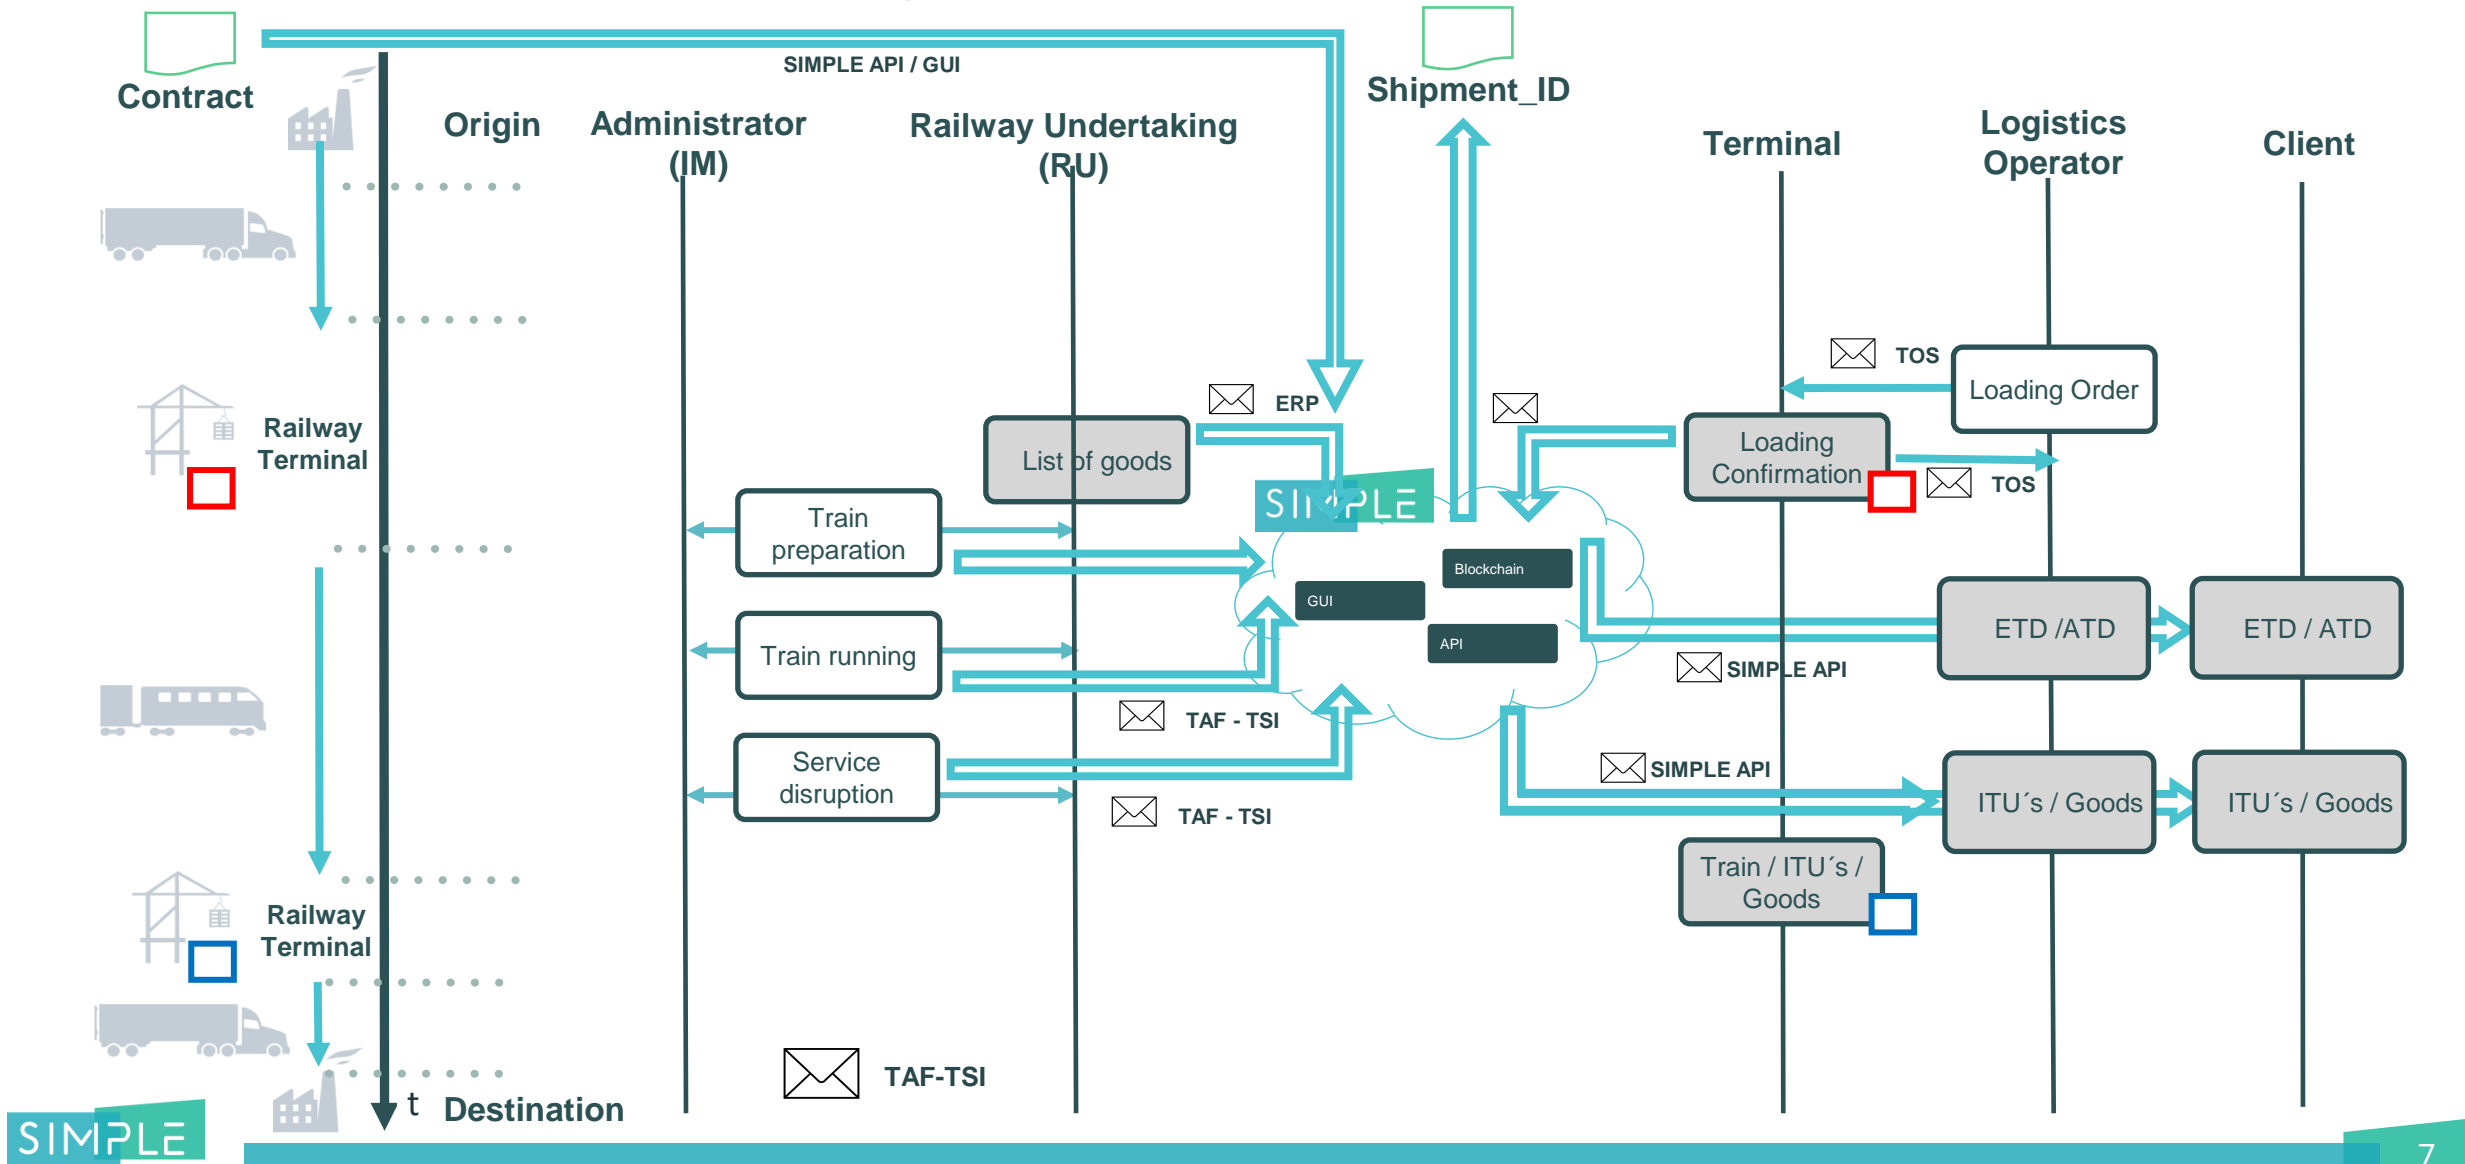 SIMPLE API / GUI
Contract
Shipment_ID
Origin
Administrator
(IM)
Railway Undertaking
(RU)
Terminal
Logistics
Operator
Client
TOS
Loading Order
ERP
Railway
Terminal
List of goods
Loading
Confirmation
TOS
SIMPLE
Train
preparation
Blockchain
GUI
API
ETD /ATD
ETD / ATD
Train running
SIMPLE API
TAF - TSI
Service
disruption
SIMPLE API
ITU´s / Goods
ITU´s / Goods
TAF - TSI
Train / ITU´s /
Goods
Railway
Terminal
TAF-TSI
t
Destination
SIMPLE
7